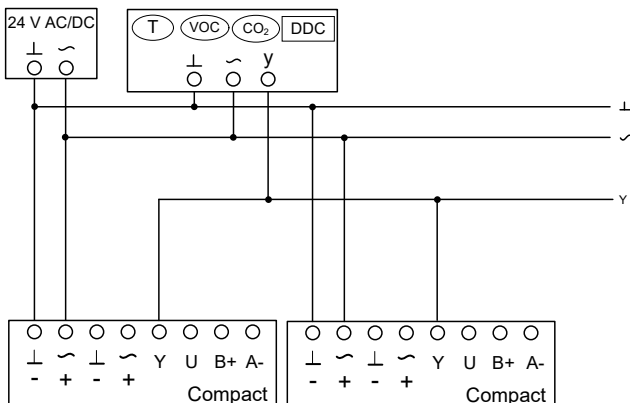 24 V AC/DC
⊥ ~
T VOC CO₂ DDC
⊥ ~ y
⊥
~
Y
⊥ ~ ⊥ ~ Y U B+ A-
- + - +
Compact
⊥ ~ ⊥ ~ Y U B+ A-
- + - +
Compact